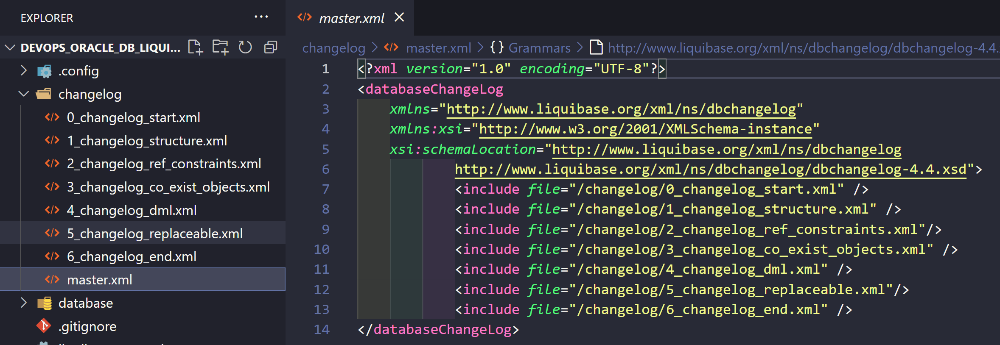 EXPLORER
master.xml
DEVOPS_ORACLE_DB_LIQUI...
changelog > master.xml > {} Grammars > http://www.liquibase.org/xml/ns/dbchangelog/dbchangelog-4.4.
.config
changelog
0_changelog_start.xml
1_changelog_structure.xml
2_changelog_ref_constraints.xml
3_changelog_co_exist_objects.xml
4_changelog_dml.xml
5_changelog_replaceable.xml
6_changelog_end.xml
master.xml
database
.gitignore
1 <?xml version="1.0" encoding="UTF-8"?>
2 <databaseChangeLog
3 xmlns="http://www.liquibase.org/xml/ns/dbchangelog"
4 xmlns:xsi="http://www.w3.org/2001/XMLSchema-instance"
5 xsi:schemaLocation="http://www.liquibase.org/xml/ns/dbchangelog
6 http://www.liquibase.org/xml/ns/dbchangelog/dbchangelog-4.4.xsd">
7 <include file="/changelog/0_changelog_start.xml" />
8 <include file="/changelog/1_changelog_structure.xml" />
9 <include file="/changelog/2_changelog_ref_constraints.xml"/>
10 <include file="/changelog/3_changelog_co_exist_objects.xml" />
11 <include file="/changelog/4_changelog_dml.xml" />
12 <include file="/changelog/5_changelog_replaceable.xml"/>
13 <include file="/changelog/6_changelog_end.xml" />
14 </databaseChangeLog>